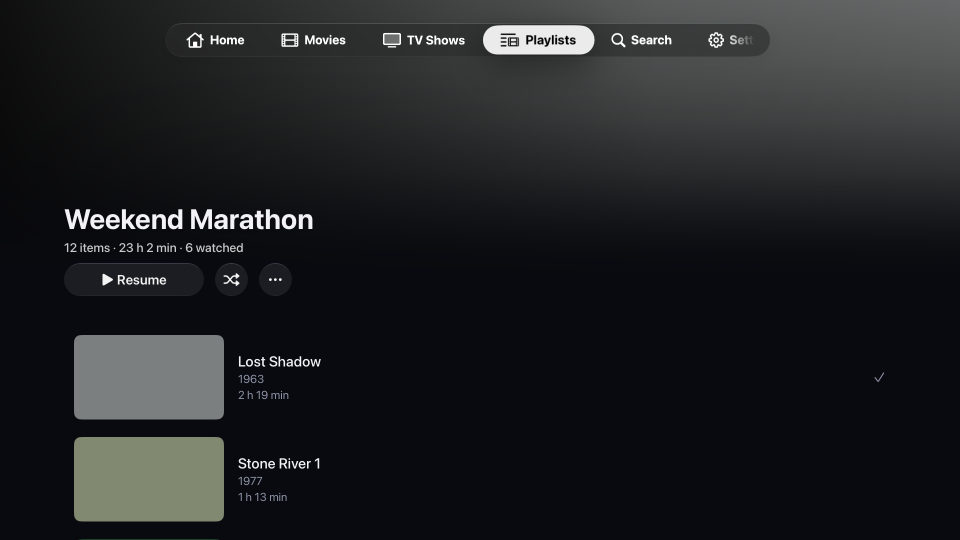 Home Movies TV Shows Playlists Search Sett
Weekend Marathon
12 items · 23 h 2 min · 6 watched
Resume
Lost Shadow
1963
2 h 19 min
Stone River 1
1977
1 h 13 min